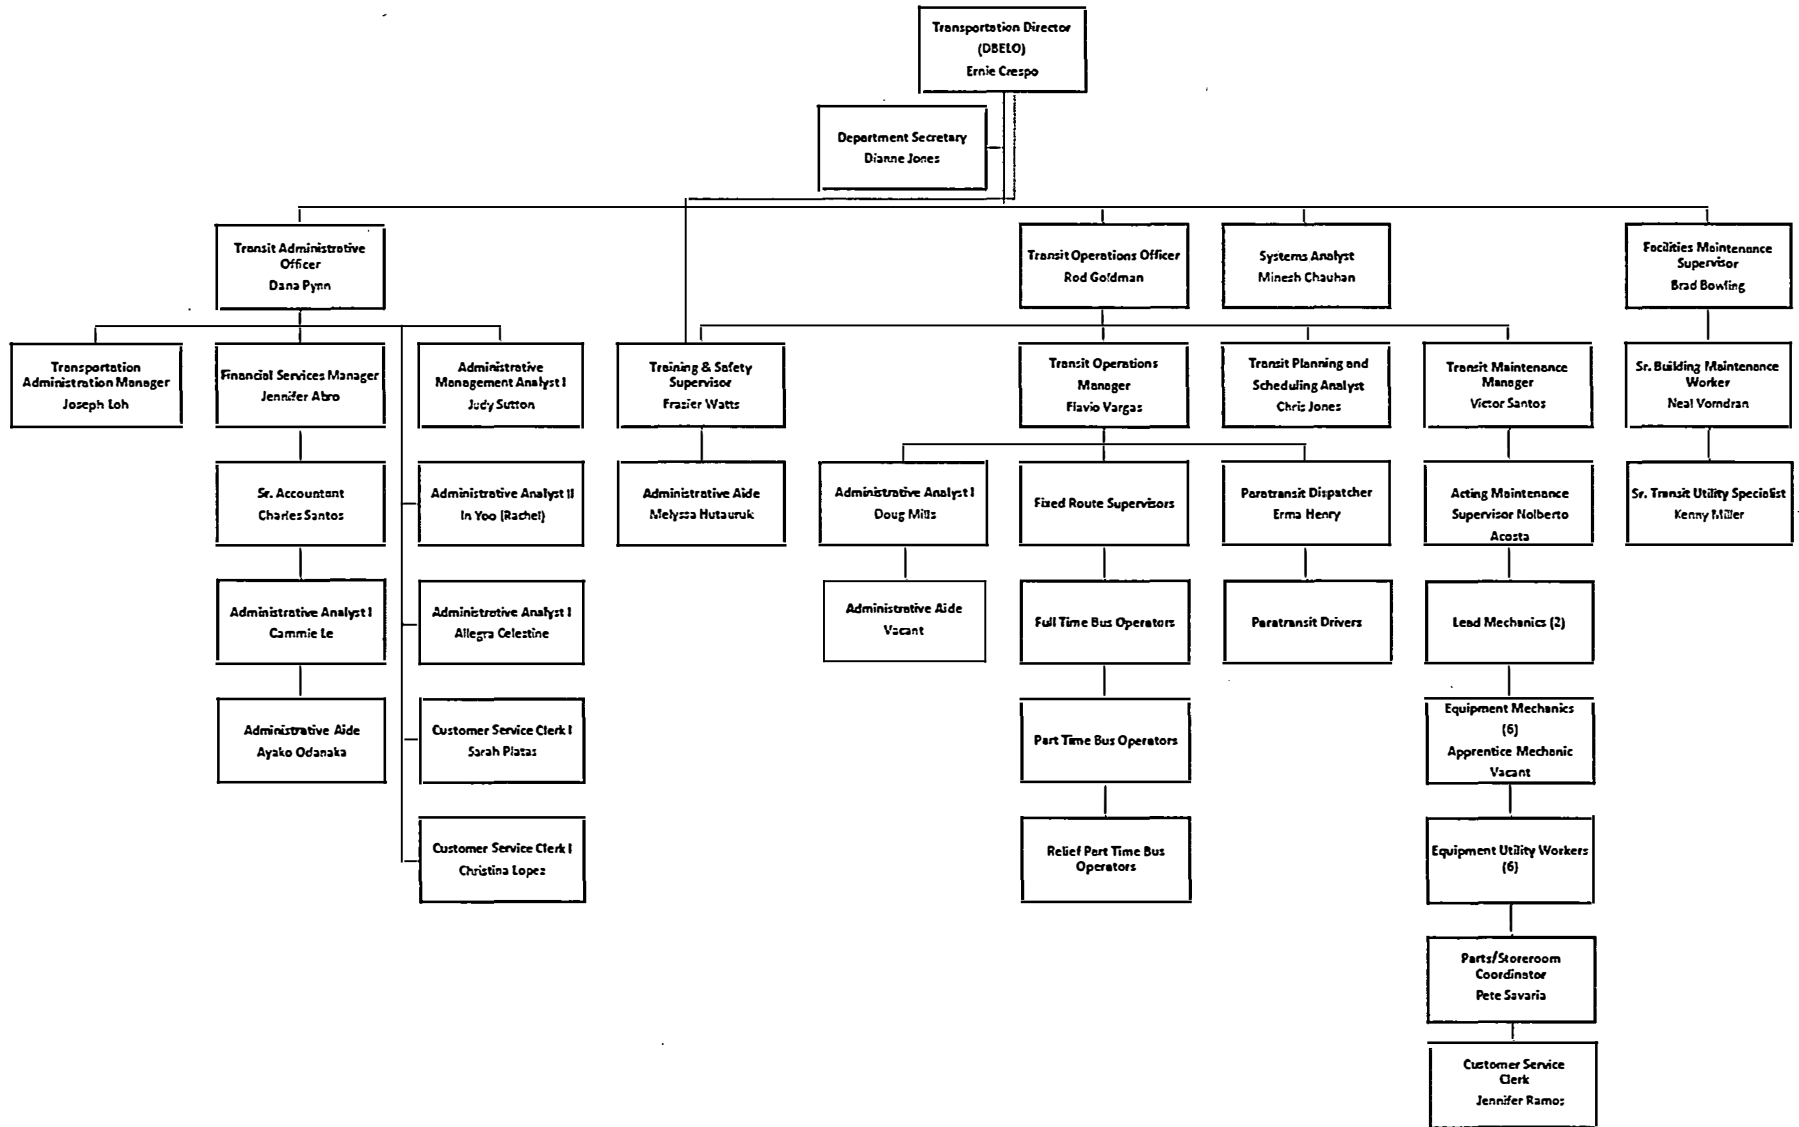 Transportation Director
(DBELO)
Ernie Crespo
Department Secretary
Dianne Jones
Transit Administrative
Officer
Dana Pynn
Transit Operations Officer
Rod Goldman
Systems Analyst
Minesh Chauhan
Facilities Maintenance
Supervisor
Brad Bowling
Transportation
Administration Manager
Joseph Loh
Financial Services Manager
Jennifer Abro
Administrative
Management Analyst I
Judy Sutton
Training & Safety
Supervisor
Frazier Watts
Transit Operations
Manager
Flavio Vargas
Transit Planning and
Scheduling Analyst
Chris Jones
Transit Maintenance
Manager
Victor Santos
Sr. Building Maintenance
Worker
Neal Vorndran
Sr. Accountant
Charles Santos
Administrative Analyst II
In Yoo (Rachel)
Administrative Aide
Melyssa Hutauruk
Administrative Analyst I
Doug Mills
Fixed Route Supervisors
Paratransit Dispatcher
Erma Henry
Acting Maintenance
Supervisor Nolberto
Acosta
Sr. Transit Utility Specialist
Kenny Miller
Administrative Analyst I
Cammie Le
Administrative Analyst I
Allegra Celestine
Administrative Aide
Vacant
Full Time Bus Operators
Paratransit Drivers
Lead Mechanics (2)
Administrative Aide
Ayako Odanaka
Customer Service Clerk I
Sarah Platas
Part Time Bus Operators
Equipment Mechanics
(6)
Apprentice Mechanic
Vacant
Customer Service Clerk I
Christina Lopez
Relief Part Time Bus
Operators
Equipment Utility Workers
(6)
Parts/Storeroom
Coordinator
Pete Savaria
Customer Service
Clerk
Jennifer Ramos